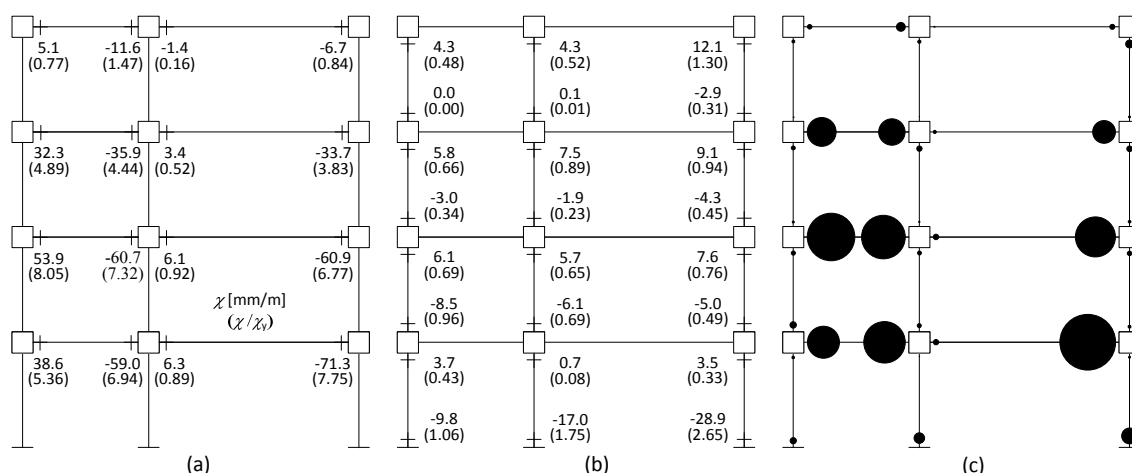 5.1 -11.6 -1.4 -6.7
(0.77) (1.47) (0.16) (0.84)
32.3 -35.9 3.4 -33.7
(4.89) (4.44) (0.52) (3.83)
53.9 -60.7 6.1 -60.9
(8.05) (7.32) (0.92) (6.77)
χ [mm/m]
(χ/χy)
38.6 -59.0 6.3 -71.3
(5.36) (6.94) (0.89) (7.75)
(a)
4.3 4.3 12.1
(0.48) (0.52) (1.30)
0.0 0.1 -2.9
(0.00) (0.01) (0.31)
5.8 7.5 9.1
(0.66) (0.89) (0.94)
-3.0 -1.9 -4.3
(0.34) (0.23) (0.45)
6.1 5.7 7.6
(0.69) (0.65) (0.76)
-8.5 -6.1 -5.0
(0.96) (0.69) (0.49)
3.7 0.7 3.5
(0.43) (0.08) (0.33)
-9.8 -17.0 -28.9
(1.06) (1.75) (2.65)
(b)
(c)